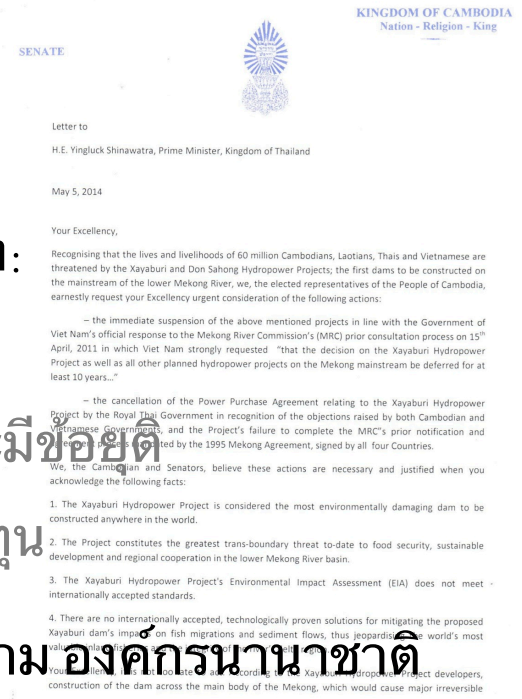 KINGDOM OF CAMBODIA
Nation - Religion - King
SENATE
Letter to
H.E. Yingluck Shinawatra, Prime Minister, Kingdom of Thailand
May 5, 2014
Your Excellency,
Recognising that the lives and livelihoods of 60 million Cambodians, Laotians, Thais and Vietnamese are
threatened by the Xayaburi and Don Sahong Hydropower Projects; the first dams to be constructed on
the mainstream of the lower Mekong River, we, the elected representatives of the People of Cambodia,
earnestly request your Excellency urgent consideration of the following actions:
– the immediate suspension of the above mentioned projects in line with the Government of
Viet Nam's official response to the Mekong River Commission's (MRC) prior consultation process on 15th
April, 2011 in which Viet Nam strongly requested "that the decision on the Xayaburi Hydropower
Project as well as all other planned hydropower projects on the Mekong mainstream be deferred for at
least 10 years…"
– the cancellation of the Power Purchase Agreement relating to the Xayaburi Hydropower
Project by the Royal Thai Government in recognition of the objections raised by both Cambodian and
Vietnamese Governments, and the Project's failure to complete the MRC"s prior notification and
มีข้อยุติ
ted by the 1995 Mekong Agreement, signed by all four Countries.
We, the Cambodian and Senators, believe these actions are necessary and justified when you
acknowledge the following facts:
1. The Xayaburi Hydropower Project is considered the most environmentally damaging dam to be
constructed anywhere in the world.
ทุน
2. The Project constitutes the greatest trans-boundary threat to-date to food security, sustainable
development and regional cooperation in the lower Mekong River basin.
3. The Xayaburi Hydropower Project's Environmental Impact Assessment (EIA) does not meet
internationally accepted standards.
4. There are no internationally accepted, technologically proven solutions for mitigating the proposed
Xayaburi dam's impacts on fish migrations and sediment flows, thus jeopardising the world's most
าม องค์กรนานาชาติ
Your Excellency, it is not too late to act. According to the Xayaburi Hydropower Project developers,
construction of the dam across the main body of the Mekong, which would cause major irreversible